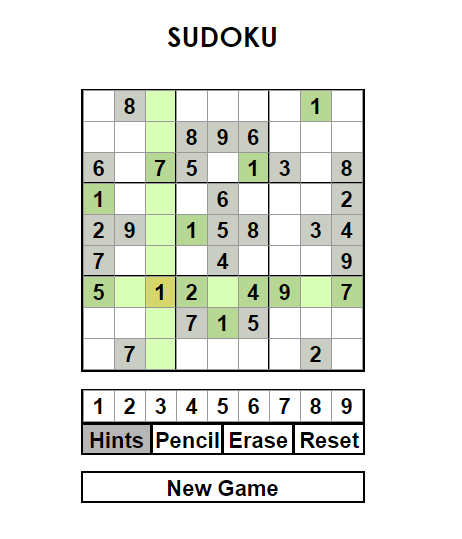 SUDOKU
8 1
8 9 6
6 7 5 1 3 8
1 6 2
2 9 1 5 8 3 4
7 4 9
5 1 2 4 9 7
7 1 5
7 2
1 2 3 4 5 6 7 8 9
Hints Pencil Erase Reset
New Game